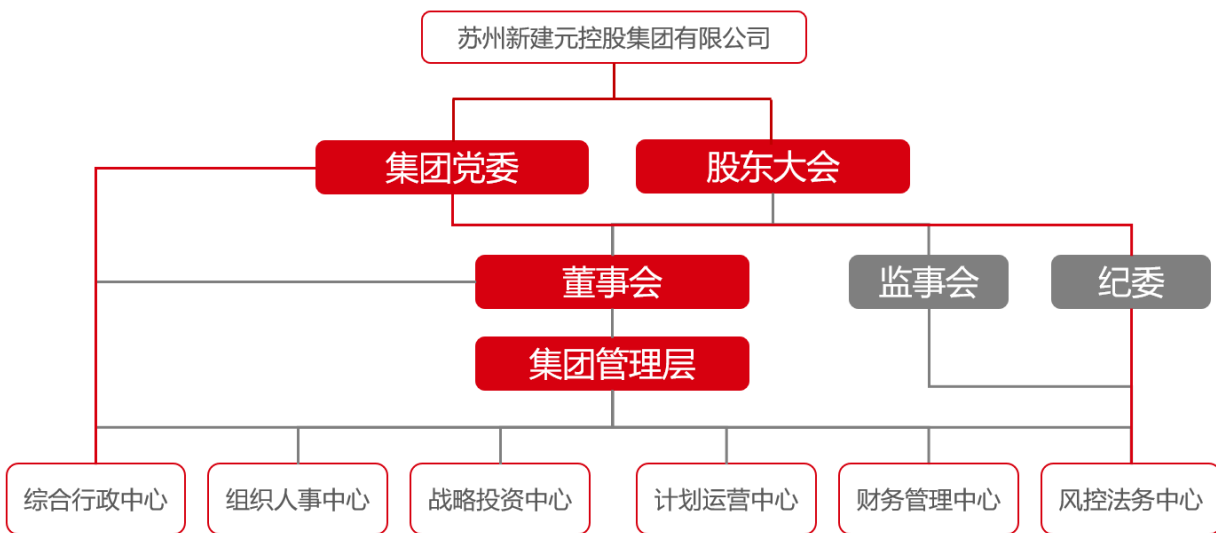 苏州新建元控股集团有限公司
集团党委
股东大会
董事会
监事会
纪委
集团管理层
综合行政中心
组织人事中心
战略投资中心
计划运营中心
财务管理中心
风控法务中心